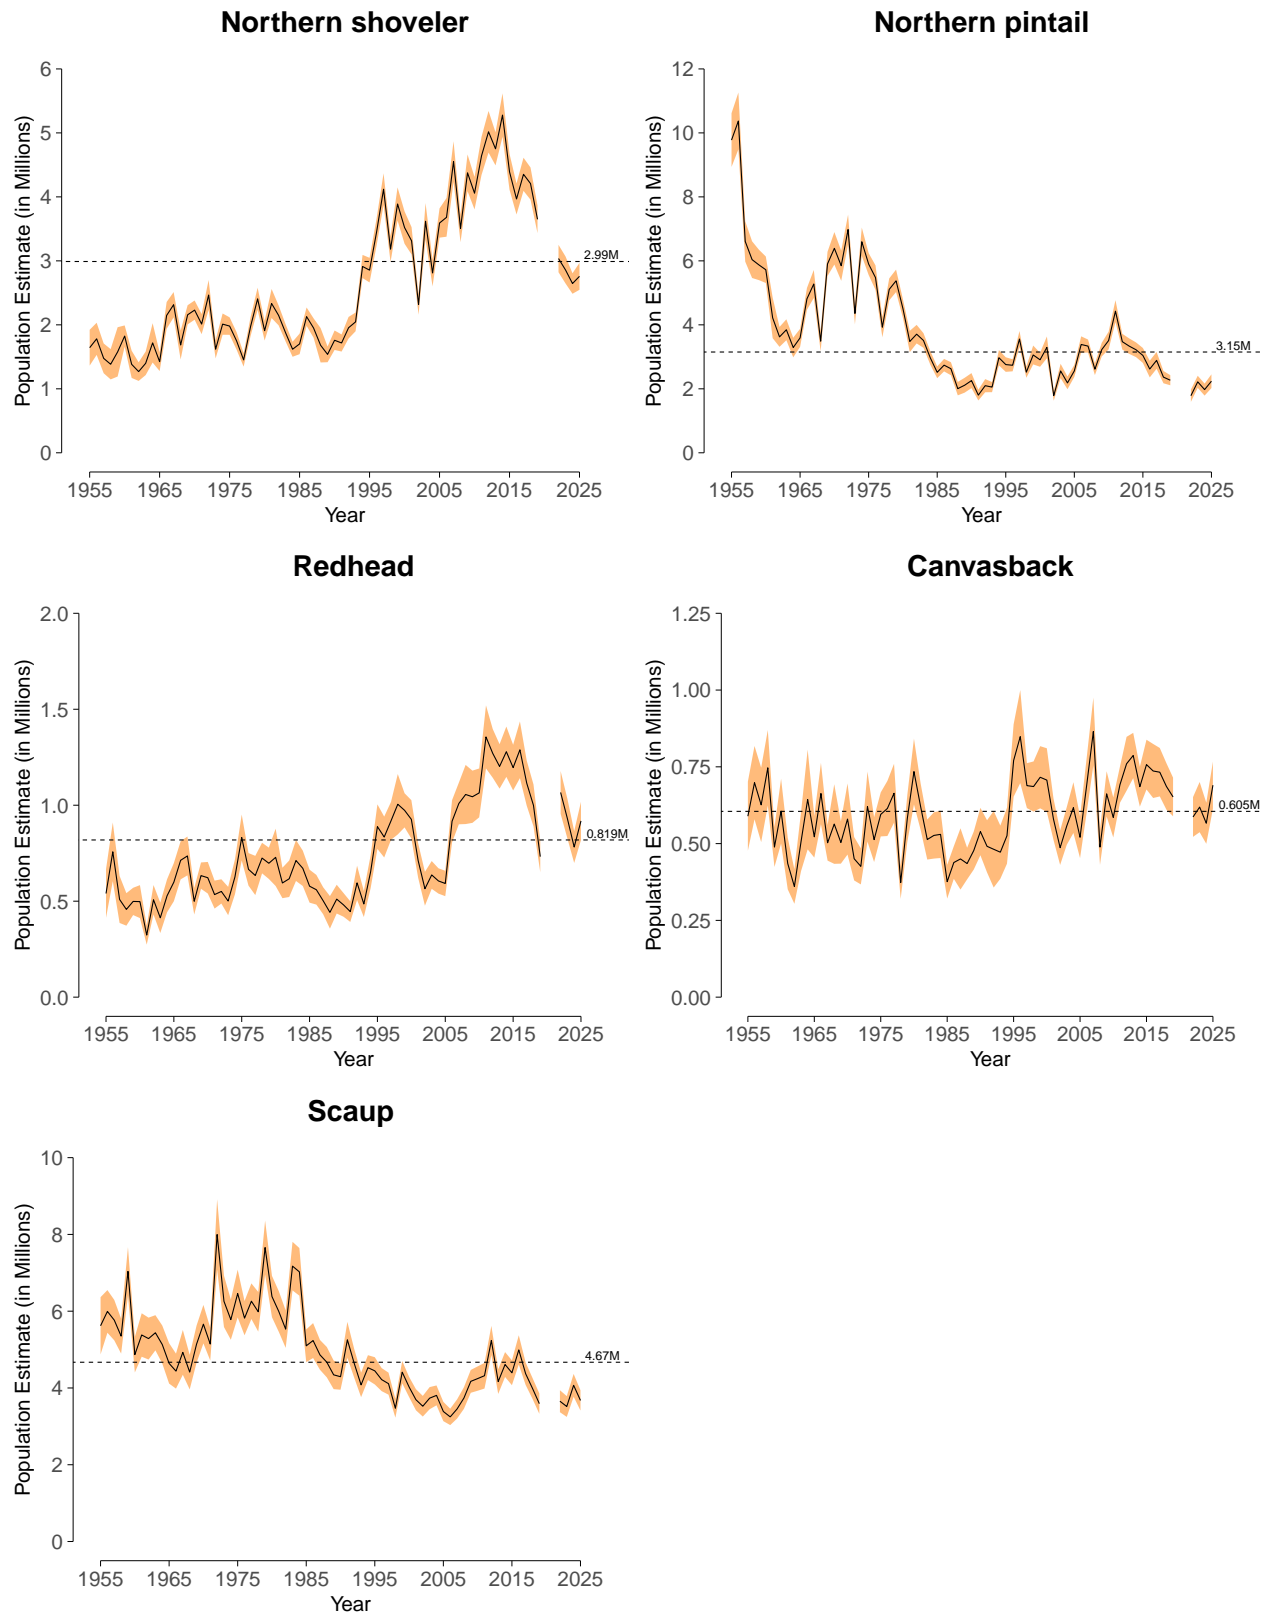 Northern shoveler
Population Estimate (in Millions)
6
5
4
3
2
1
0
2.99M
1955 1965 1975 1985 1995 2005 2015 2025
Year
Northern pintail
Population Estimate (in Millions)
12
10
8
6
4
2
0
3.15M
1955 1965 1975 1985 1995 2005 2015 2025
Year
Redhead
Population Estimate (in Millions)
2.0
1.5
1.0
0.5
0.0
0.819M
1955 1965 1975 1985 1995 2005 2015 2025
Year
Canvasback
Population Estimate (in Millions)
1.25
1.00
0.75
0.50
0.25
0.00
0.605M
1955 1965 1975 1985 1995 2005 2015 2025
Year
Scaup
Population Estimate (in Millions)
10
8
6
4
2
0
4.67M
1955 1965 1975 1985 1995 2005 2015 2025
Year